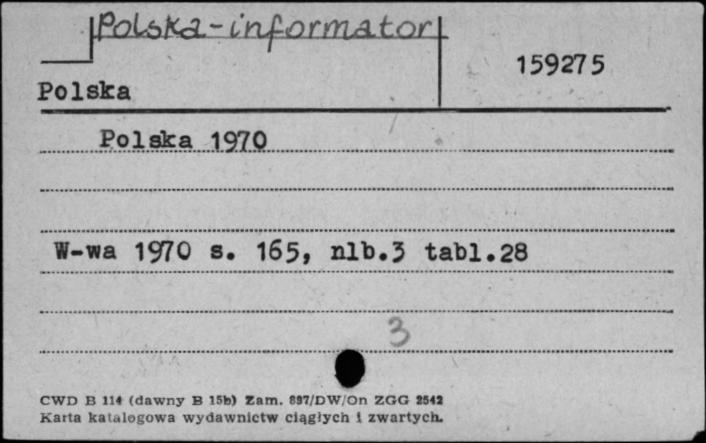 Polska-informator
159275
Polska
Polska 1970
W-wa 1970 s. 165, nlb.3 tabl.28
3
CWD B 114 (dawny B 15b) Zam. 897/DW/On ZGG 2542
Karta katalogowa wydawnictw ciągłych i zwartych.